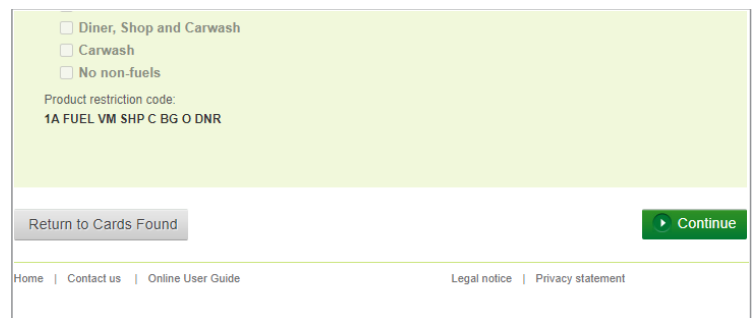 Diner, Shop and Carwash
Carwash
No non-fuels
Product restriction code:
1A FUEL VM SHP C BG O DNR
Return to Cards Found
Continue
Home | Contact us | Online User Guide Legal notice | Privacy statement